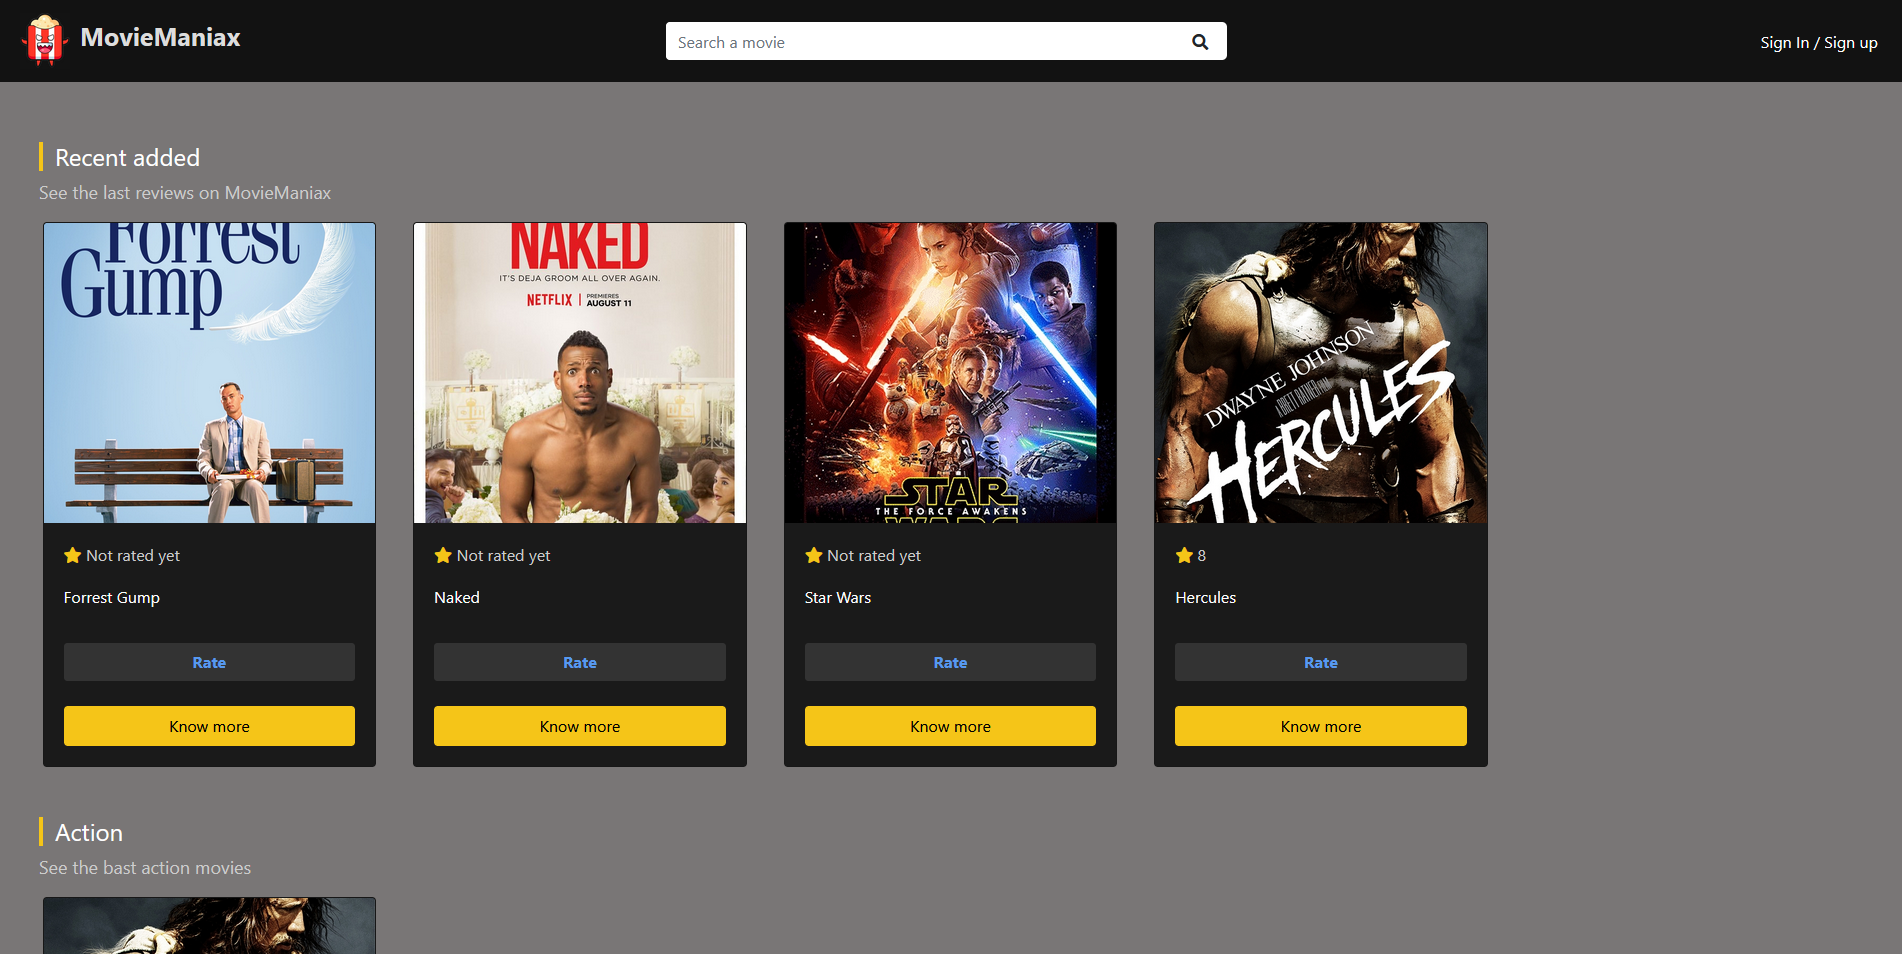 MovieManiax
Search a movie
Sign In / Sign up
Recent added
See the last reviews on MovieManiax
Forrest
Gump
NAKED
IT'S DEJA GROOM ALL OVER AGAIN.
NETFLIX | PREMIERES AUGUST 11
STAR
THE FORCE AWAKENS
WARS
DWAYNE JOHNSON
A BRETT RATNER FILM
HERCULES
Not rated yet
Not rated yet
Not rated yet
8
Forrest Gump
Naked
Star Wars
Hercules
Rate
Rate
Rate
Rate
Know more
Know more
Know more
Know more
Action
See the bast action movies